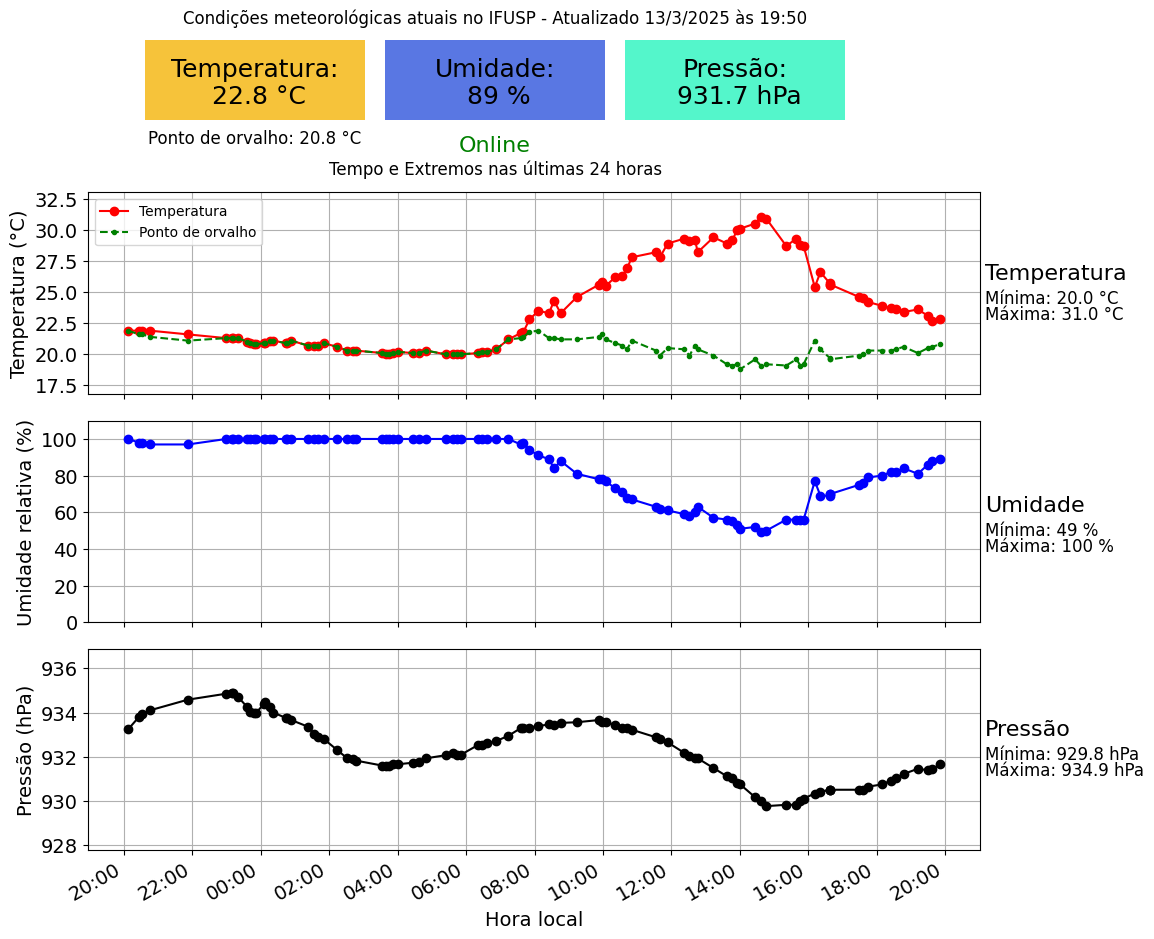 Condições meteorológicas atuais no IFUSP - Atualizado 13/3/2025 às 19:50
Temperatura:
22.8 °C
Umidade:
89 %
Pressão:
931.7 hPa
Ponto de orvalho: 20.8 °C
Online
Tempo e Extremos nas últimas 24 horas
Temperatura (°C)
32.5
30.0
27.5
25.0
22.5
20.0
17.5
Temperatura
Ponto de orvalho
Temperatura
Mínima: 20.0 °C
Máxima: 31.0 °C
Umidade relativa (%)
100
80
60
40
20
0
Umidade
Mínima: 49 %
Máxima: 100 %
Pressão (hPa)
936
934
932
930
928
Pressão
Mínima: 929.8 hPa
Máxima: 934.9 hPa
20:00 22:00 00:00 02:00 04:00 06:00 08:00 10:00 12:00 14:00 16:00 18:00 20:00
Hora local